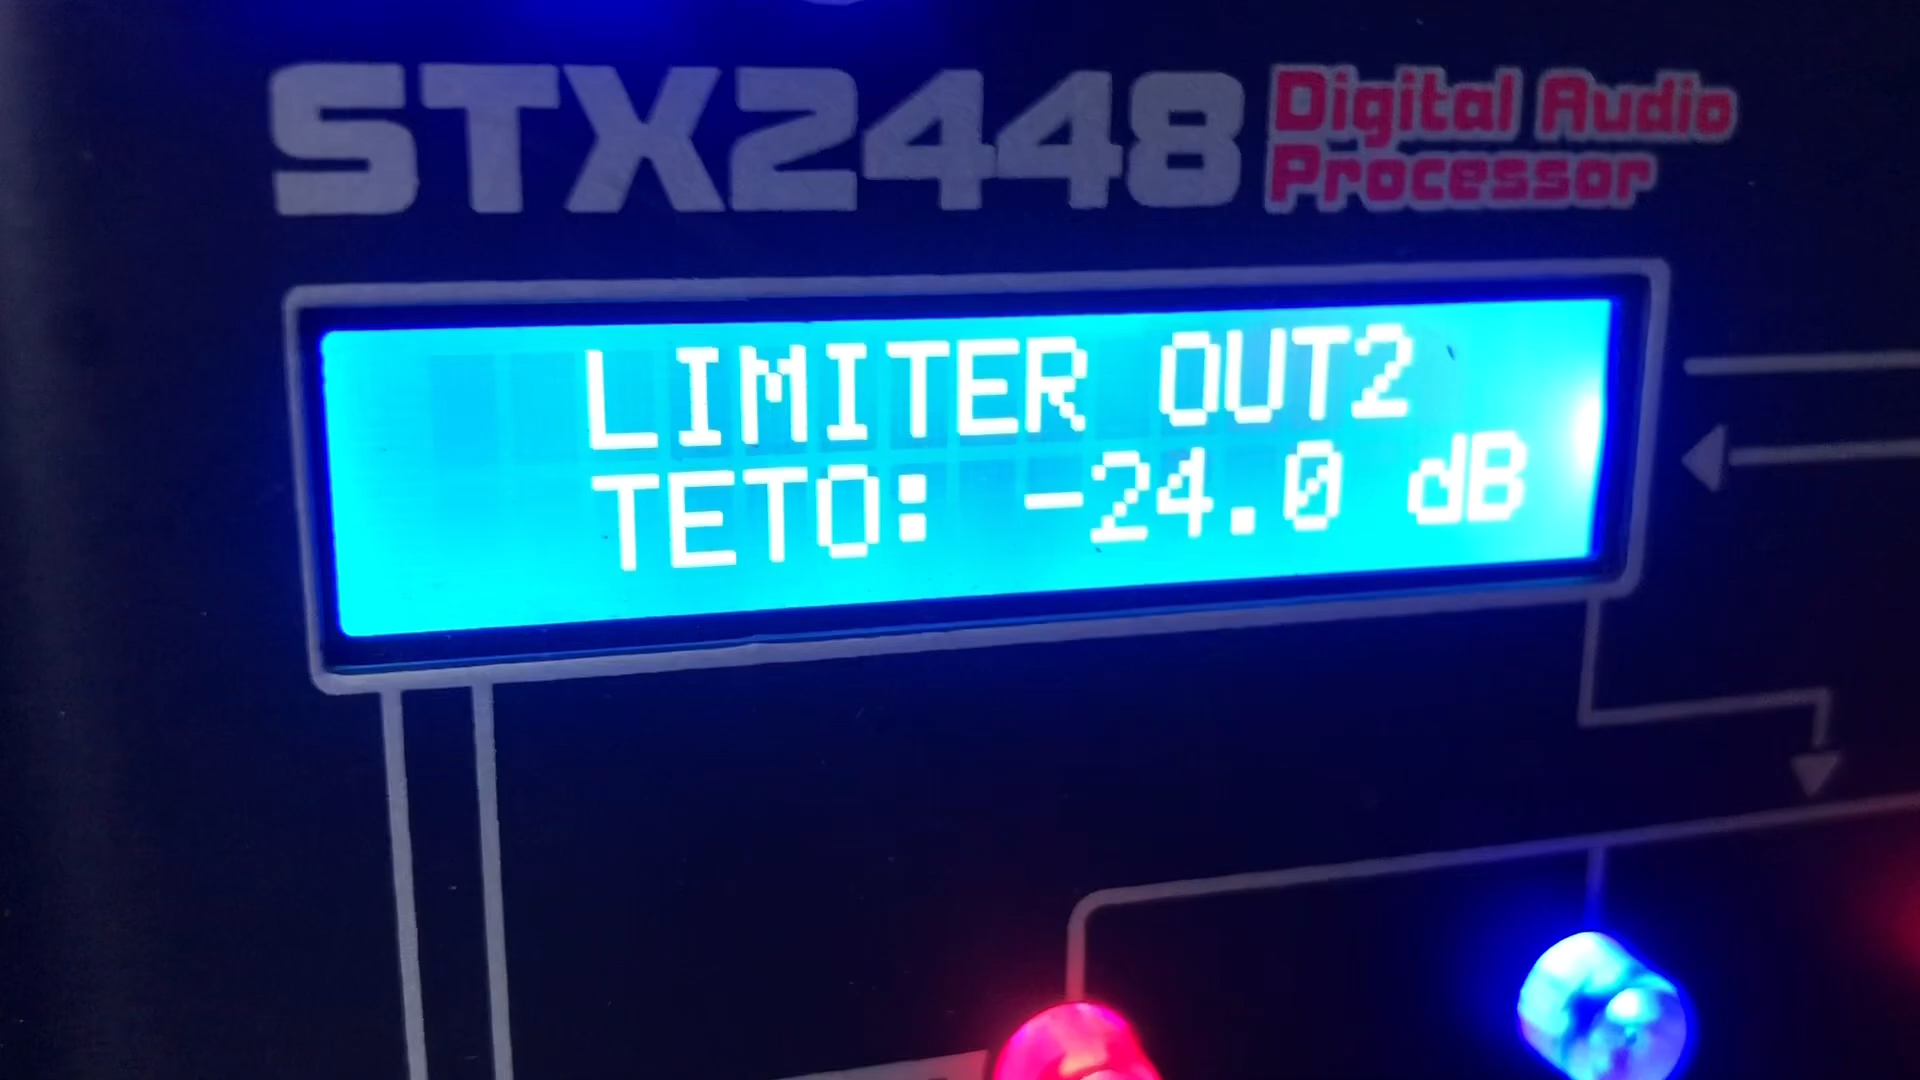 STX2448 Digital Audio
Processor
LIMITER OUT2
TETO: -24.0 dB